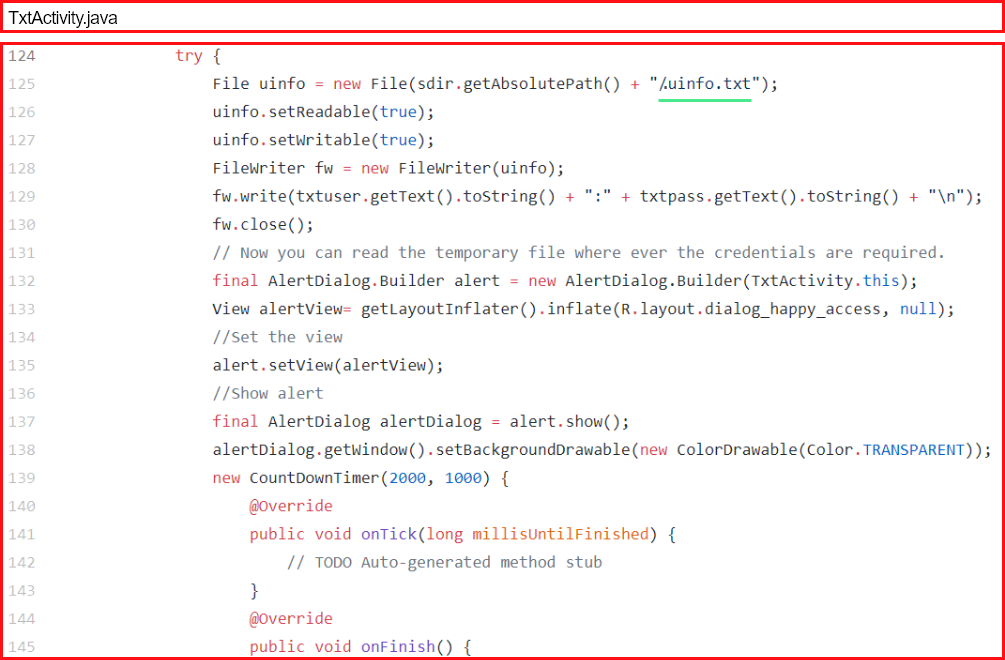 TxtActivity.java
124 try {
125 File uinfo = new File(sdir.getAbsolutePath() + "/.uinfo.txt");
126 uinfo.setReadable(true);
127 uinfo.setWritable(true);
128 FileWriter fw = new FileWriter(uinfo);
129 fw.write(txtuser.getText().toString() + ":" + txtpass.getText().toString() + "\n");
130 fw.close();
131 // Now you can read the temporary file where ever the credentials are required.
132 final AlertDialog.Builder alert = new AlertDialog.Builder(TxtActivity.this);
133 View alertView= getLayoutInflater().inflate(R.layout.dialog_happy_access, null);
134 //Set the view
135 alert.setView(alertView);
136 //Show alert
137 final AlertDialog alertDialog = alert.show();
138 alertDialog.getWindow().setBackgroundDrawable(new ColorDrawable(Color.TRANSPARENT));
139 new CountDownTimer(2000, 1000) {
140 @Override
141 public void onTick(long millisUntilFinished) {
142 // TODO Auto-generated method stub
143 }
144 @Override
145 public void onFinish() {